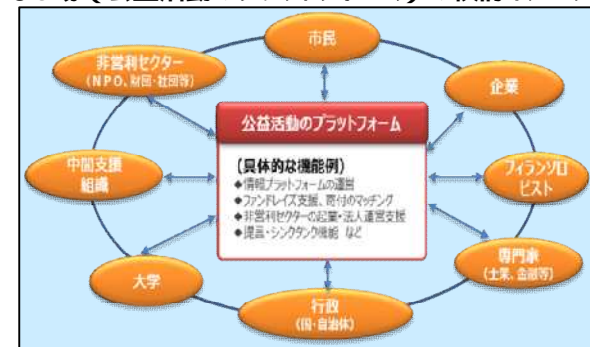 市民
非営利セクター
(NPO、財団・社団等)
企業
公益活動のプラットフォーム
(具体的な機能例)
◆情報プラットフォームの運営
◆ファンドレイズ支援、寄付のマッチング
◆非営利セクターの起業・法人運営支援
◆提言・シンクタンク機能 など
中間支援
組織
フィランソロ
ピスト
専門家
(士業、金融等)
大学
行政
(国・自治体)